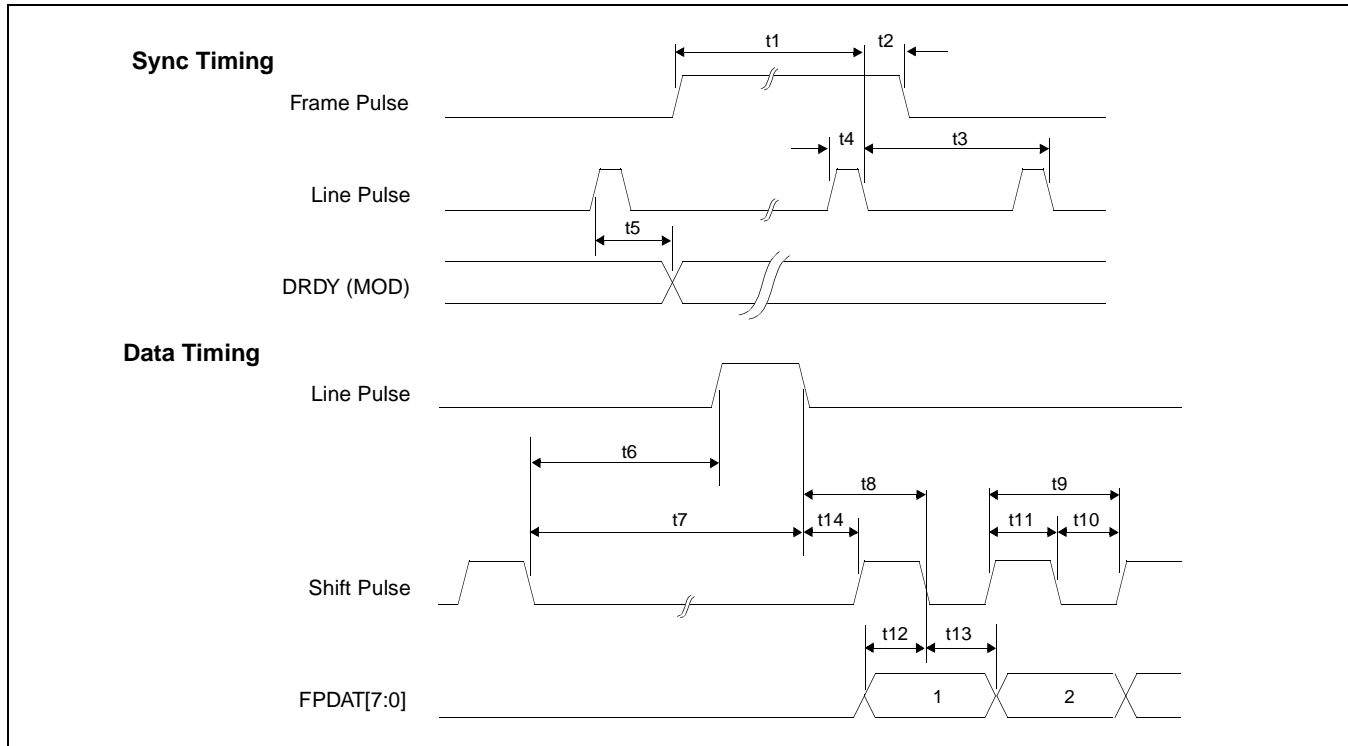 Sync Timing
t1
t2
Frame Pulse
t4
t3
Line Pulse
t5
DRDY (MOD)
Data Timing
Line Pulse
t6
t8
t9
t7
t14
t11
t10
Shift Pulse
t12
t13
FPDAT[7:0]
1
2